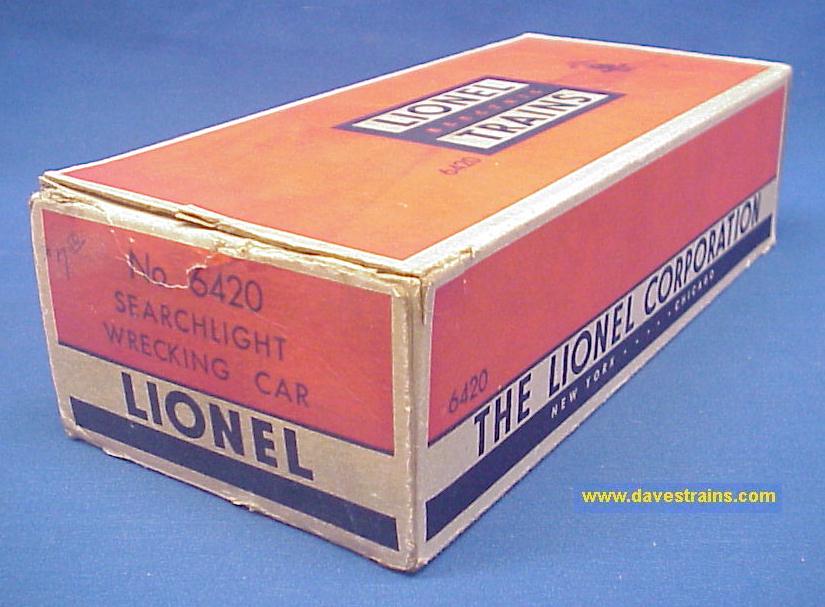 LIONEL
ELECTRIC
TRAINS
6420
No. 6420
SEARCHLIGHT
WRECKING CAR
LIONEL
6420
THE LIONEL CORPORATION
NEW YORK · · · · · CHICAGO
www.davestrains.com